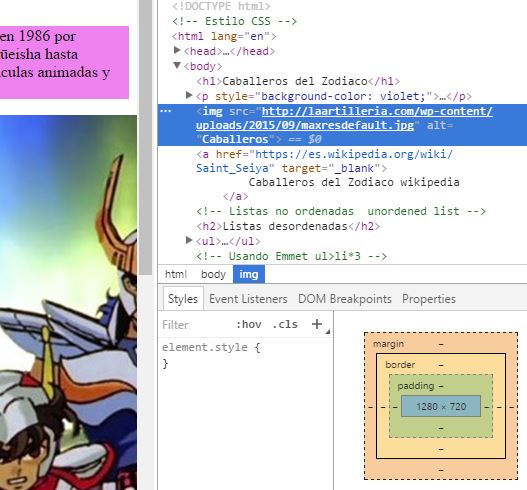 en 1986 por
üeisha hasta
culas animadas y
<!DOCTYPE html>
<!-- Estilo CSS -->
<html lang="en">
<head>…</head>
<body>
<h1>Caballeros del Zodiaco</h1>
<p style="background-color: violet;">…</p>
… <img src="http://laartilleria.com/wp-content/
uploads/2015/09/maxresdefault.jpg" alt=
"Caballeros"> == $0
<a href="https://es.wikipedia.org/wiki/
Saint_Seiya" target="_blank">
Caballeros del Zodiaco wikipedia
</a>
<!-- Listas no ordenadas  unordened list -->
<h2>Listas desordenadas</h2>
<ul>…</ul>
<!-- Usando Emmet ul>li*3 -->
html body img
Styles Event Listeners DOM Breakpoints Properties
Filter :hov .cls +
element.style {
}
margin –
border –
padding –
– – – 1280 × 720 – – –
–
–
–